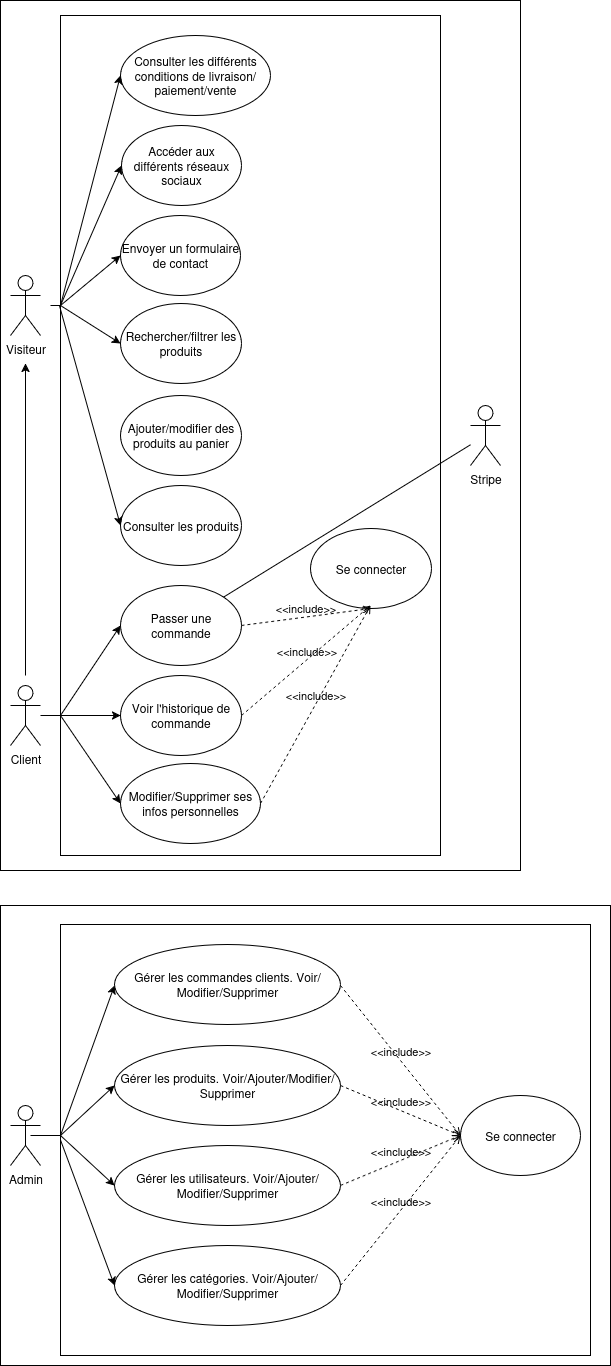 Consulter les différents
conditions de livraison/
paiement/vente
Accéder aux
différents réseaux
sociaux
Envoyer un formulaire
de contact
Visiteur
Rechercher/filtrer les
produits
Ajouter/modifier des
produits au panier
Stripe
Consulter les produits
Se connecter
Passer une
commande
<<include>>
<<include>>
<<include>>
Voir l'historique de
commande
Client
Modifier/Supprimer ses
infos personnelles
Gérer les commandes clients. Voir/
Modifier/Supprimer
<<include>>
Gérer les produits. Voir/Ajouter/Modifier/
Supprimer
<<include>>
Se connecter
<<include>>
Admin
Gérer les utilisateurs. Voir/Ajouter/
Modifier/Supprimer
<<include>>
Gérer les catégories. Voir/Ajouter/
Modifier/Supprimer